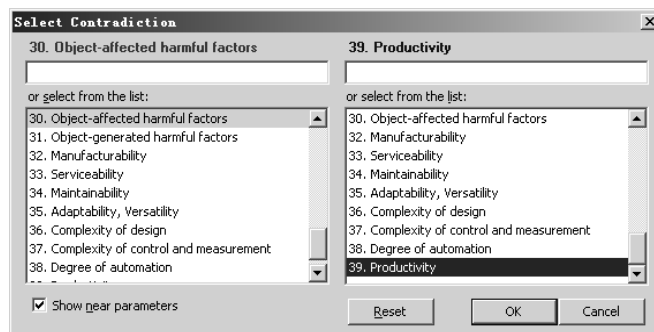 Select Contradiction
30. Object-affected harmful factors
or select from the list:
30. Object-affected harmful factors
31. Object-generated harmful factors
32. Manufacturability
33. Serviceability
34. Maintainability
35. Adaptability, Versatility
36. Complexity of design
37. Complexity of control and measurement
38. Degree of automation
39. Productivity
or select from the list:
30. Object-affected harmful factors
32. Manufacturability
33. Serviceability
34. Maintainability
35. Adaptability, Versatility
36. Complexity of design
37. Complexity of control and measurement
38. Degree of automation
39. Productivity
Show near parameters
Reset
OK
Cancel